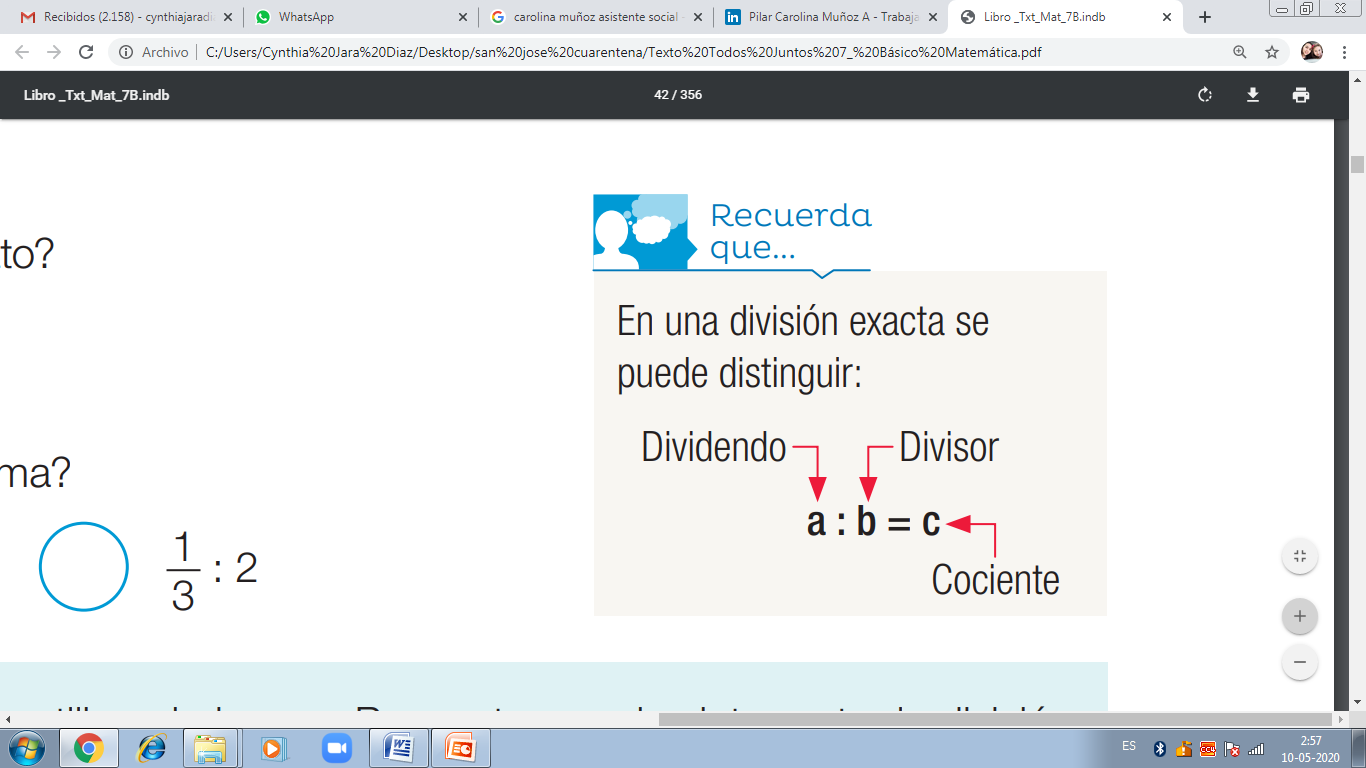 Recibidos (2.158) - cynthiajaradi
WhatsApp
carolina muñoz asistente social
Pilar Carolina Muñoz A - Trabaja
Libro _Txt_Mat_7B.indb
Archivo
C:/Users/Cynthia%20Jara%20Diaz/Desktop/san%20jose%20cuarentena/Texto%20Todos%20Juntos%207_%20Básico%20Matemática.pdf
Libro _Txt_Mat_7B.indb
42 / 356
to?
Recuerda
que...
En una división exacta se
puede distinguir:
Dividendo
Divisor
a : b = c
Cociente
ma?
1/3 : 2
ES
2:57
10-05-2020